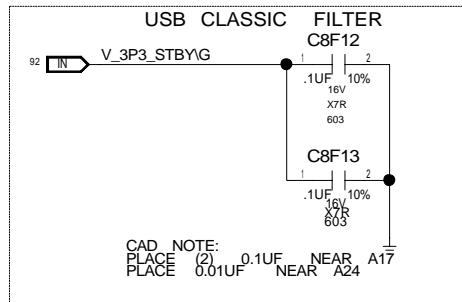 USB CLASSIC FILTER
C8F12
92 IN V_3P3_STBY\G 1 2
.1UF 10%
16V
X7R
603
C8F13
1 2
.1UF 10%
16V
X7R
603
CAD NOTE:
PLACE (2) 0.1UF NEAR A17
PLACE 0.01UF NEAR A24